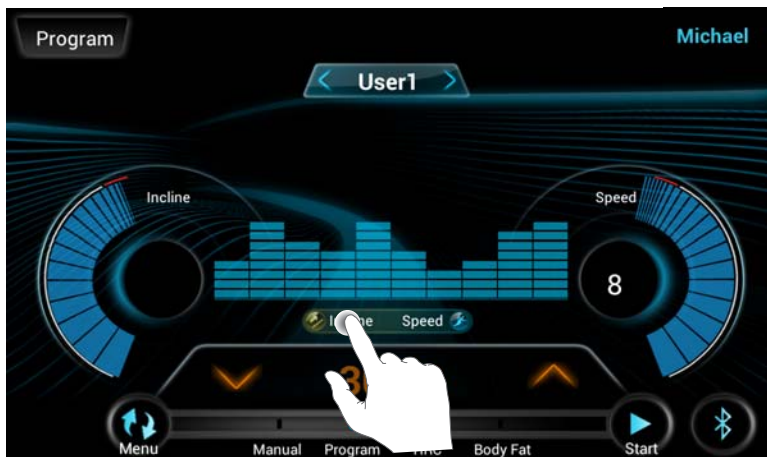 Program
Michael
User1
Incline
Speed
8
Speed
Menu
Manual
Program
Body Fat
Start